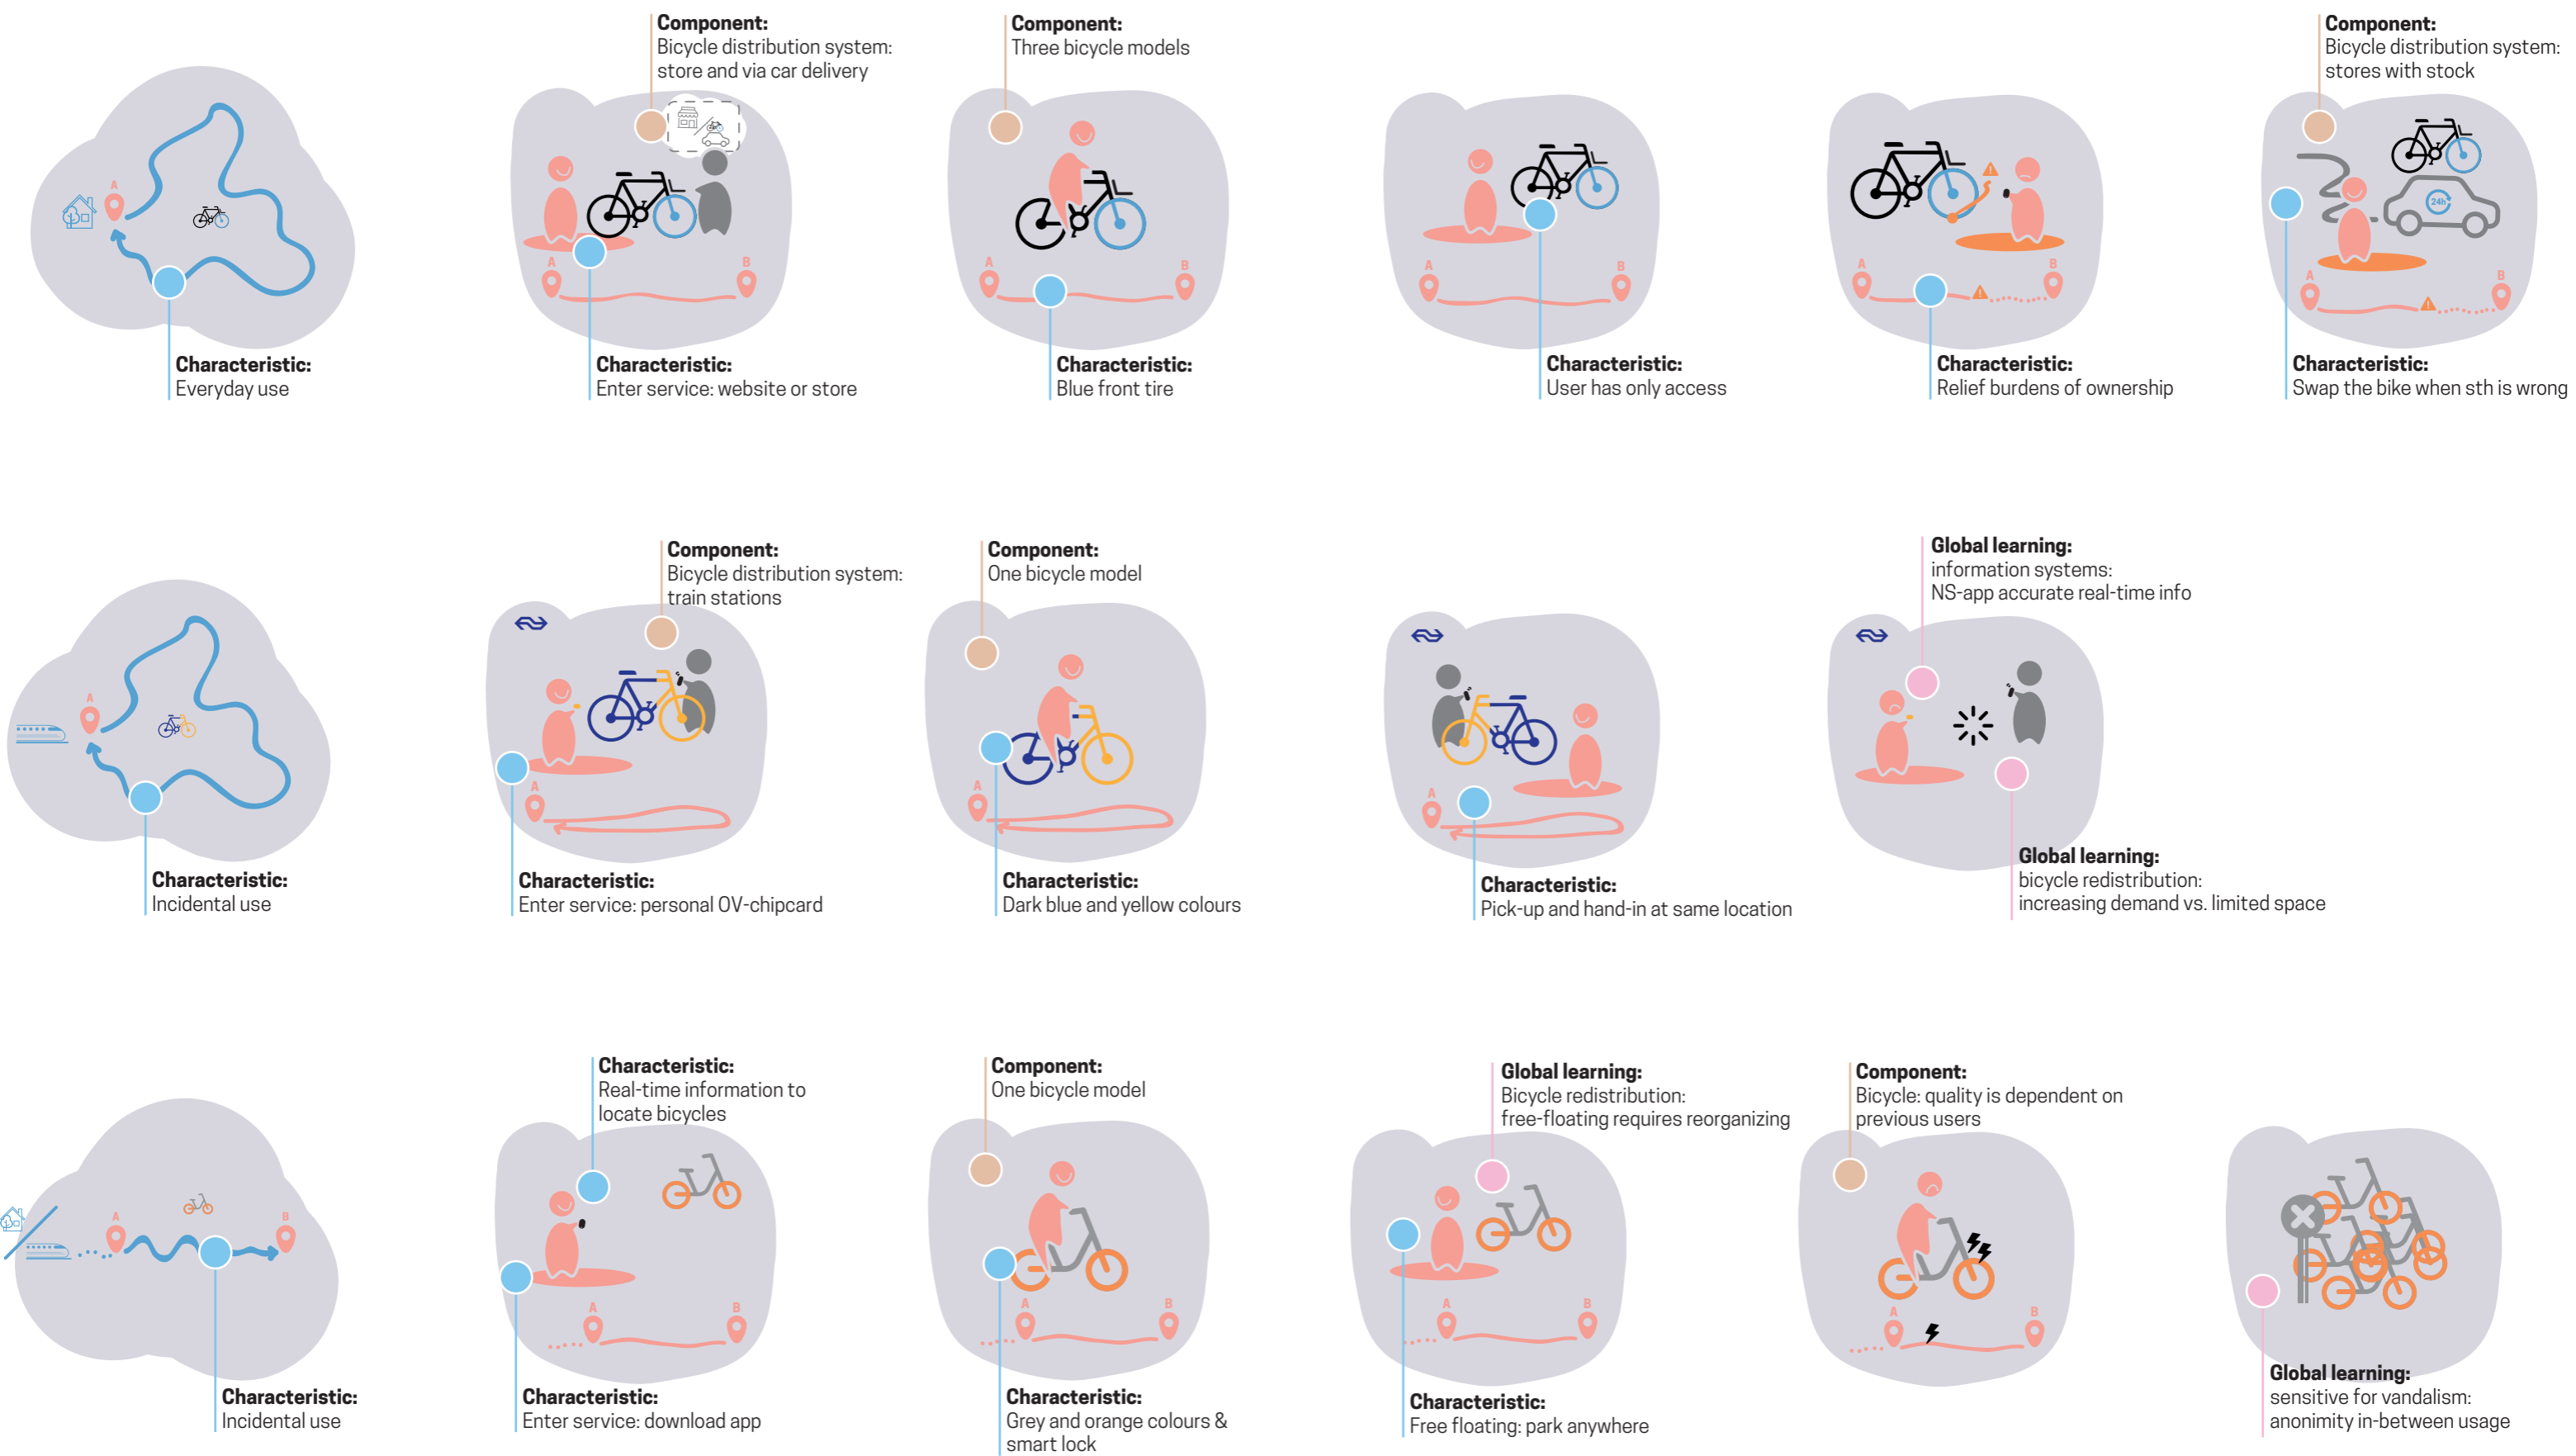 Component:
Bicycle distribution system:
store and via car delivery
Component:
Three bicycle models
Component:
Bicycle distribution system:
stores with stock
A
A
B
A
B
A
B
A
B
24h
A
B
Characteristic:
Everyday use
Characteristic:
Enter service: website or store
Characteristic:
Blue front tire
Characteristic:
User has only access
Characteristic:
Relief burdens of ownership
Characteristic:
Swap the bike when sth is wrong
Component:
Bicycle distribution system:
train stations
Component:
One bicycle model
Global learning:
information systems:
NS-app accurate real-time info
A
A
A
A
Characteristic:
Incidental use
Characteristic:
Enter service: personal OV-chipcard
Characteristic:
Dark blue and yellow colours
Characteristic:
Pick-up and hand-in at same location
Global learning:
bicycle redistribution:
increasing demand vs. limited space
Characteristic:
Real-time information to
locate bicycles
Component:
One bicycle model
Global learning:
Bicycle redistribution:
free-floating requires reorganizing
Component:
Bicycle: quality is dependent on
previous users
A
B
A
B
A
B
A
B
A
B
Characteristic:
Incidental use
Characteristic:
Enter service: download app
Characteristic:
Grey and orange colours &
smart lock
Characteristic:
Free floating: park anywhere
Global learning:
sensitive for vandalism:
anonimity in-between usage